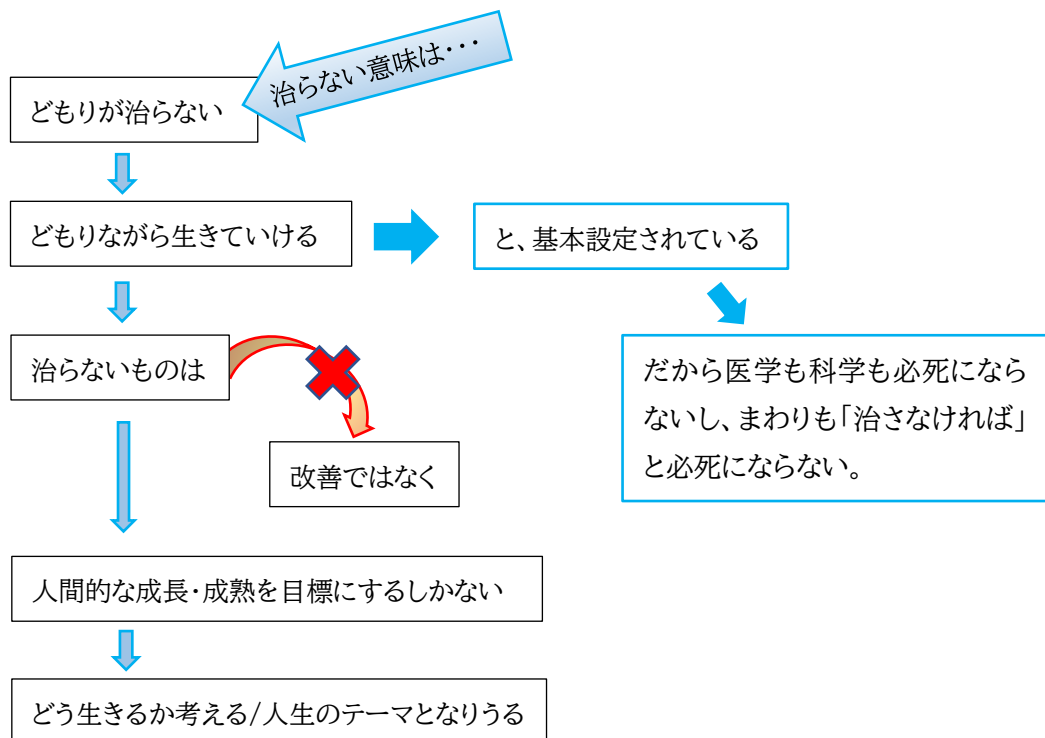 治らない意味は・・・
どもりが治らない
どもりながら生きていける
と、基本設定されている
治らないものは
だから医学も科学も必死になら
ないし、まわりも「治さなければ」
と必死にならない。
改善ではなく
人間的な成長・成熟を目標にするしかない
どう生きるか考える/人生のテーマとなりうる